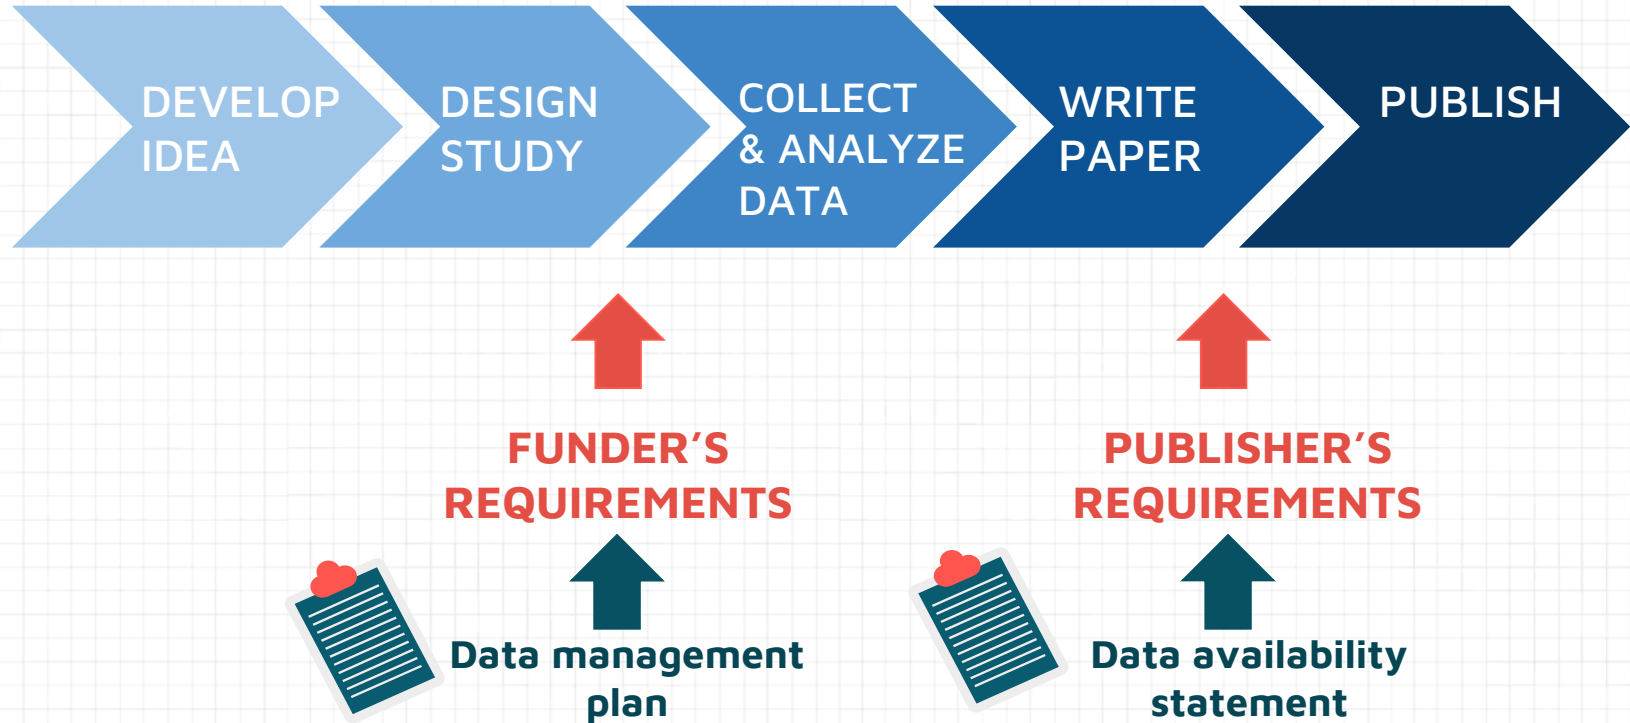 DEVELOP
IDEA
DESIGN
STUDY
COLLECT
& ANALYZE
DATA
WRITE
PAPER
PUBLISH
FUNDER’S
REQUIREMENTS
PUBLISHER’S
REQUIREMENTS
Data management
plan
Data availability
statement